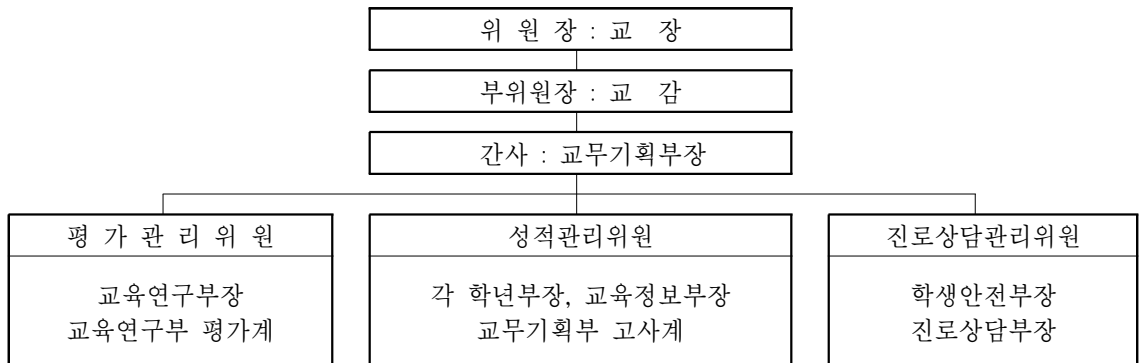 위 원 장 : 교 장
부위원장 : 교 감
간사 : 교무기획부장
평 가 관 리 위 원
교육연구부장
교육연구부 평가계
성적관리위원
각 학년부장, 교육정보부장
교무기획부 고사계
진로상담관리위원
학생안전부장
진로상담부장